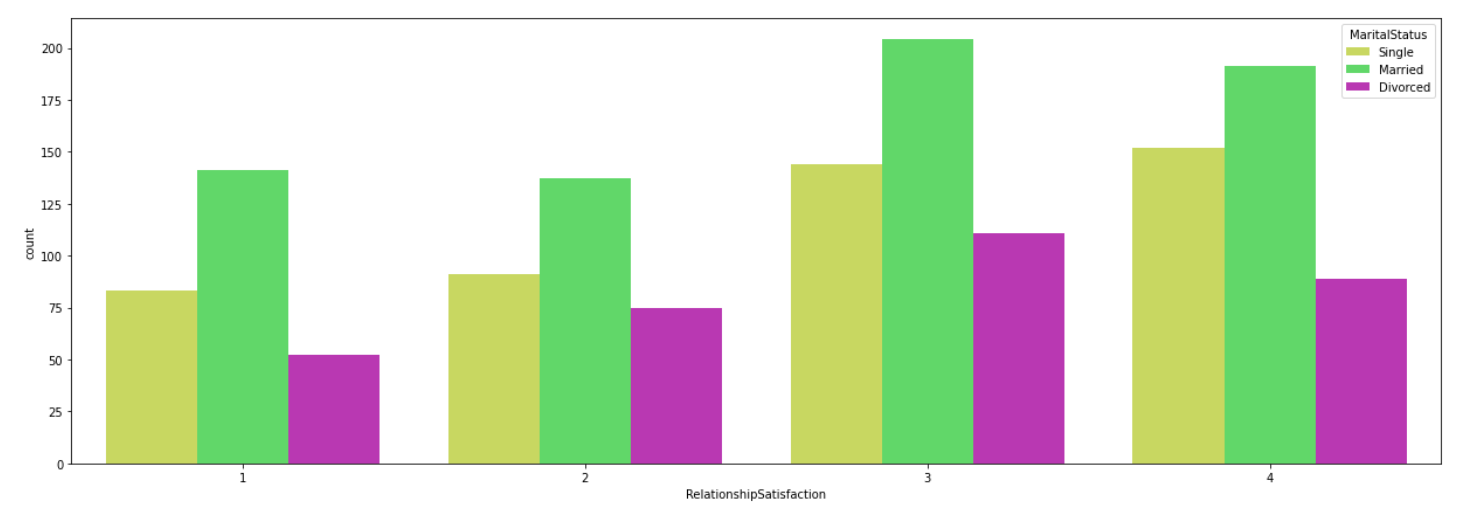 MaritalStatus
Single
Married
Divorced
200
175
150
125
100
75
50
25
0
count
1 2 3 4
RelationshipSatisfaction